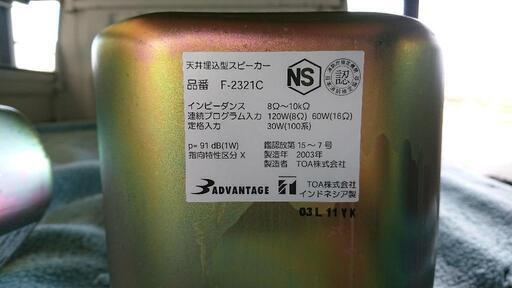 天井埋込型スピーカー
品番 F-2321C
NS
認
インピーダンス 8Ω～10kΩ
連続プログラム入力 120W(8Ω) 60W(16Ω)
定格入力 30W(100系)
p= 91 dB(1W) 鑑認放第 15～7号
指向特性区分 X 製造年 2003年
製造者 TOA株式会社
ADVANTAGE
TOA株式会社
インドネシア製
03 L 11 Y K